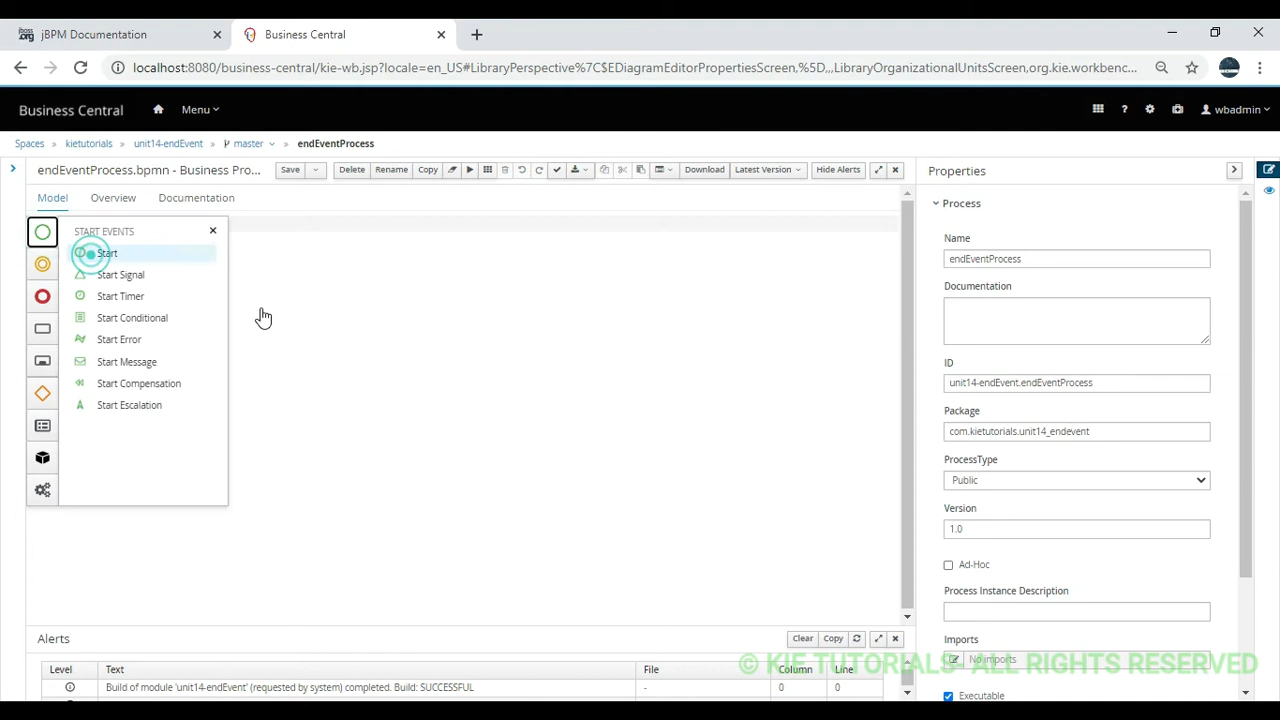 jBPM Documentation
Business Central
localhost:8080/business-central/kie-wb.jsp?locale=en_US#LibraryPerspective%7C$EDiagramEditorPropertiesScreen,%5D,,,LibraryOrganizationalUnitsScreen,org.kie.workbenc...
Business Central
Menu
wbadmin
Spaces
kietutorials
unit14-endEvent
master
endEventProcess
endEventProcess.bpmn - Business Pro...
Save
Delete
Rename
Copy
Download
Latest Version
Hide Alerts
Model
Overview
Documentation
START EVENTS
Start
Start Signal
Start Timer
Start Conditional
Start Error
Start Message
Start Compensation
Start Escalation
Properties
Process
Name
endEventProcess
Documentation
ID
unit14-endEvent.endEventProcess
Package
com.kietutorials.unit14_endevent
ProcessType
Public
Version
1.0
Ad-Hoc
Process Instance Description
Imports
No imports
Executable
Alerts
Clear
Copy
Level Text File Column Line
Build of module 'unit14-endEvent' (requested by system) completed. Build: SUCCESSFUL - 0 0
© KIE TUTORIALS- ALL RIGHTS RESERVED